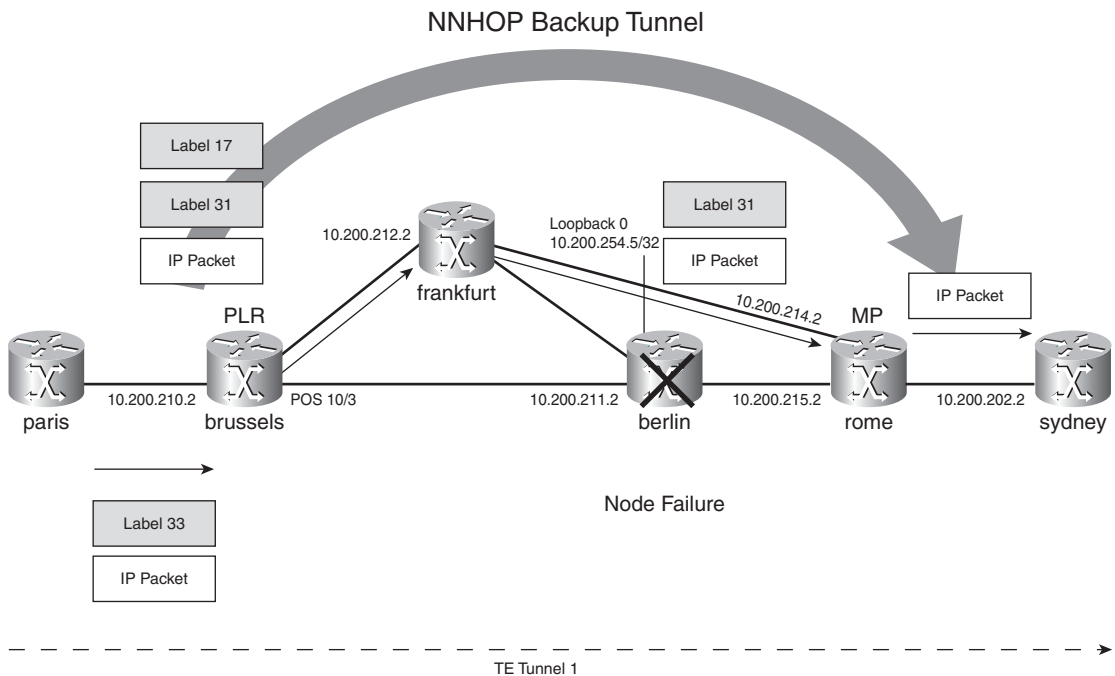 NNHOP Backup Tunnel
Label 17
Label 31
IP Packet
10.200.212.2
frankfurt
Loopback 0
10.200.254.5/32
Label 31
IP Packet
10.200.214.2
IP Packet
PLR
MP
paris
10.200.210.2
brussels
POS 10/3
10.200.211.2
berlin
10.200.215.2
rome
10.200.202.2
sydney
Label 33
IP Packet
Node Failure
TE Tunnel 1